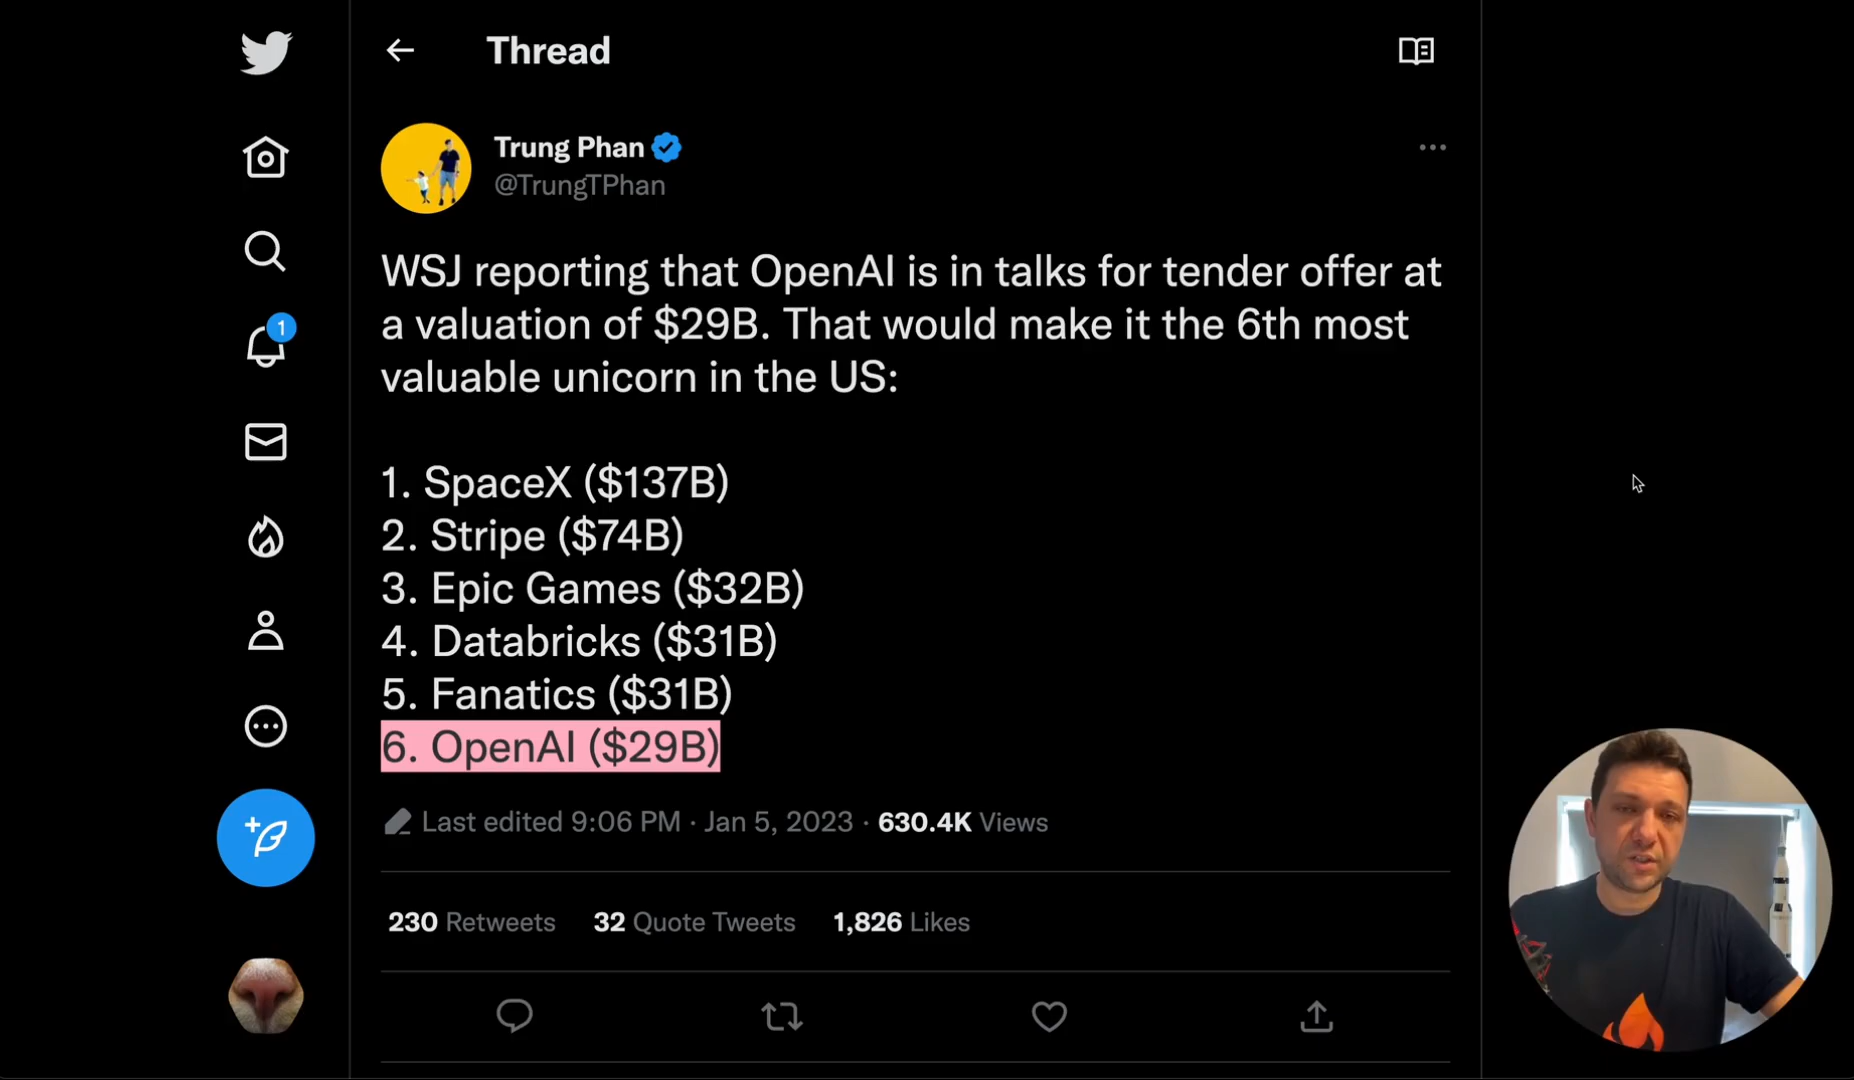 Thread
Trung Phan
@TrungTPhan
WSJ reporting that OpenAI is in talks for tender offer at
a valuation of $29B. That would make it the 6th most
valuable unicorn in the US:
1. SpaceX ($137B)
2. Stripe ($74B)
3. Epic Games ($32B)
4. Databricks ($31B)
5. Fanatics ($31B)
6. OpenAI ($29B)
Last edited 9:06 PM · Jan 5, 2023 · 630.4K Views
230 Retweets 32 Quote Tweets 1,826 Likes
1